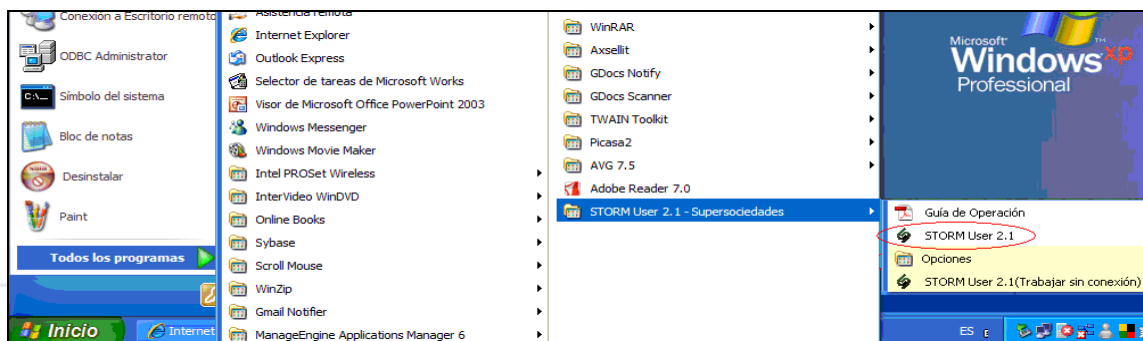 Conexión a Escritorio remoto
ODBC Administrator
Símbolo del sistema
Bloc de notas
Desinstalar
Paint
Todos los programas
Inicio
Internet
Asistencia remota
Internet Explorer
Outlook Express
Selector de tareas de Microsoft Works
Visor de Microsoft Office PowerPoint 2003
Windows Messenger
Windows Movie Maker
Intel PROSet Wireless
InterVideo WinDVD
Online Books
Sybase
Scroll Mouse
WinZip
Gmail Notifier
ManageEngine Applications Manager 6
WinRAR
Axsellit
GDocs Notify
GDocs Scanner
TWAIN Toolkit
Picasa2
AVG 7.5
Adobe Reader 7.0
STORM User 2.1 - Supersociedades
Microsoft
Windows xp
Professional
Guía de Operación
STORM User 2.1
Opciones
STORM User 2.1(Trabajar sin conexión)
ES